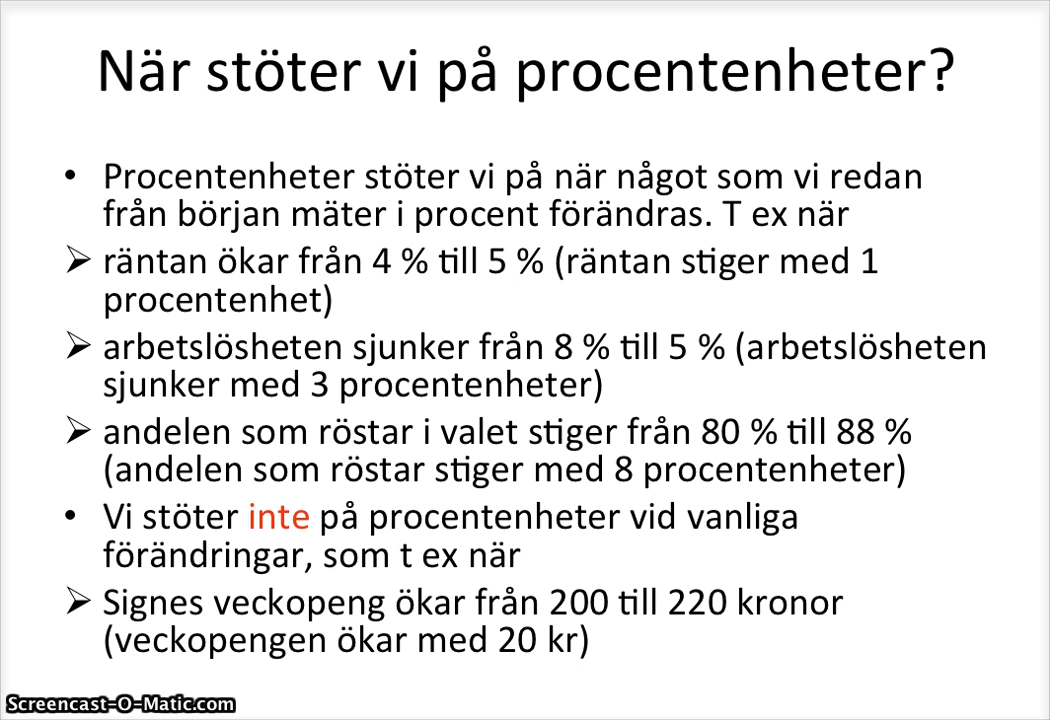 När stöter vi på procentenheter?
• Procentenheter stöter vi på när något som vi redan
från början mäter i procent förändras. T ex när
➢ räntan ökar från 4 % till 5 % (räntan stiger med 1
procentenhet)
➢ arbetslösheten sjunker från 8 % till 5 % (arbetslösheten
sjunker med 3 procentenheter)
➢ andelen som röstar i valet stiger från 80 % till 88 %
(andelen som röstar stiger med 8 procentenheter)
• Vi stöter inte på procentenheter vid vanliga
förändringar, som t ex när
➢ Signes veckopeng ökar från 200 till 220 kronor
(veckopengen ökar med 20 kr)
Screencast-O-Matic.com